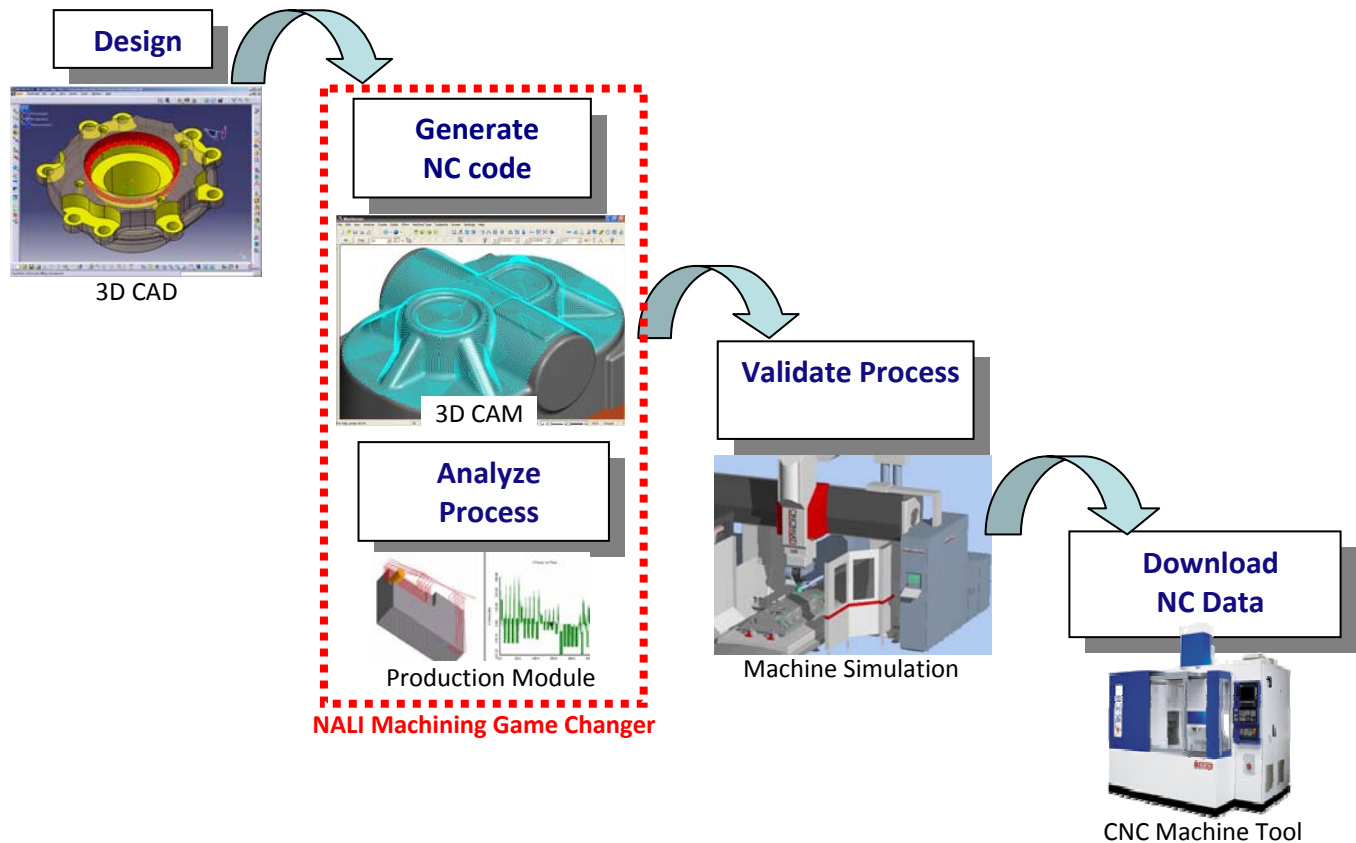 Design
3D CAD
Generate
NC code
3D CAM
Analyze
Process
Production Module
NALI Machining Game Changer
Validate Process
Machine Simulation
Download
NC Data
CNC Machine Tool